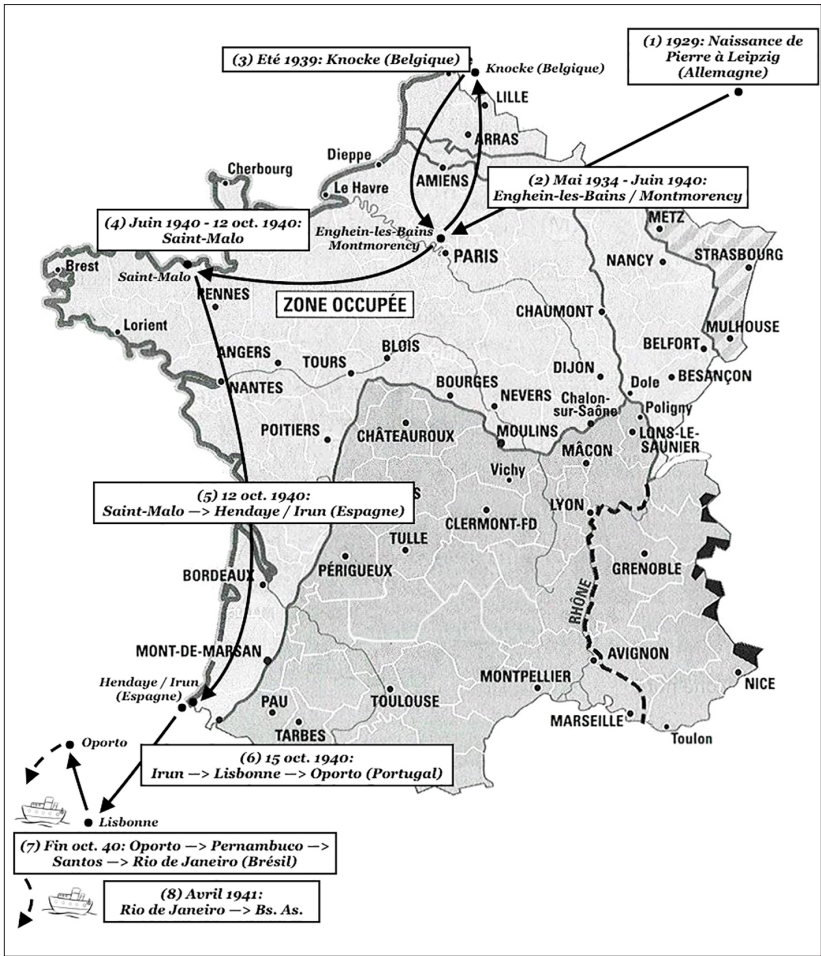 (3) Eté 1939: Knocke (Belgique)
(1) 1929: Naissance de
Pierre à Leipzig
(Allemagne)
Knocke (Belgique)
LILLE
ARRAS
Dieppe
Cherbourg
AMIENS
Le Havre
(2) Mai 1934 - Juin 1940:
Enghein-les-Bains / Montmorency
(4) Juin 1940 - 12 oct. 1940:
Saint-Malo
METZ
Enghein-les-Bains
Montmorency
PARIS
NANCY
STRASBOURG
Brest
Saint-Malo
RENNES
ZONE OCCUPÉE
CHAUMONT
Lorient
MULHOUSE
BELFORT
ANGERS
TOURS
BLOIS
DIJON
BESANÇON
NANTES
BOURGES
NEVERS
Dole
Chalon-
sur-Saône
Poligny
POITIERS
CHÂTEAUROUX
MOULINS
LONS-LE-
SAUNIER
MÂCON
Vichy
(5) 12 oct. 1940:
Saint-Malo —> Hendaye / Irun (Espagne)
S
LYON
CLERMONT-FD
TULLE
PÉRIGUEUX
GRENOBLE
BORDEAUX
RHÔNE
MONT-DE-MARSAN
AVIGNON
Hendaye / Irun
(Espagne)
PAU
TOULOUSE
MONTPELLIER
NICE
TARBES
MARSEILLE
Toulon
Oporto
(6) 15 oct. 1940:
Irun —> Lisbonne —> Oporto (Portugal)
Lisbonne
(7) Fin oct. 40: Oporto —> Pernambuco —>
Santos —> Rio de Janeiro (Brésil)
(8) Avril 1941:
Rio de Janeiro —> Bs. As.